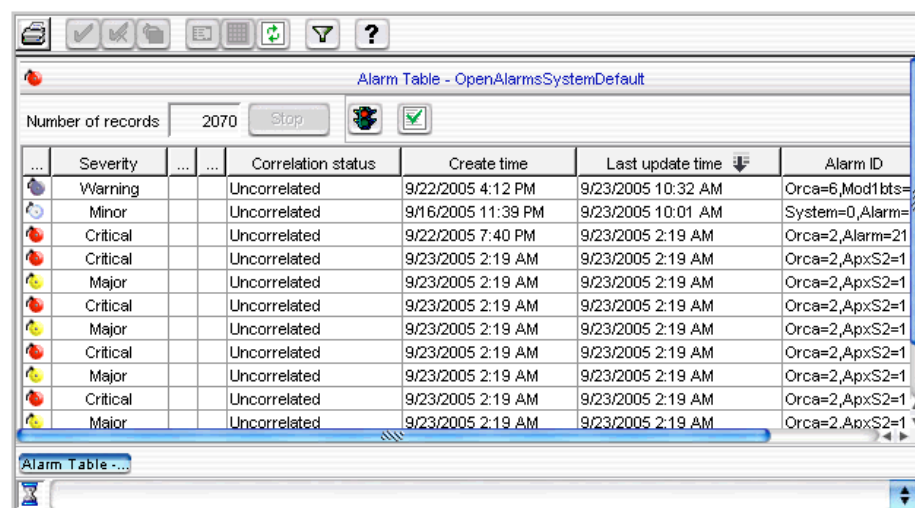 ?
Alarm Table - OpenAlarmsSystemDefault
Number of records 2070 Stop
... Severity ... ... Correlation status Create time Last update time Alarm ID
Warning Uncorrelated 9/22/2005 4:12 PM 9/23/2005 10:32 AM Orca=6,Mod1bts=
Minor Uncorrelated 9/16/2005 11:39 PM 9/23/2005 10:01 AM System=0,Alarm=
Critical Uncorrelated 9/22/2005 7:40 PM 9/23/2005 2:19 AM Orca=2,Alarm=21
Critical Uncorrelated 9/23/2005 2:19 AM 9/23/2005 2:19 AM Orca=2,ApxS2=1
Major Uncorrelated 9/23/2005 2:19 AM 9/23/2005 2:19 AM Orca=2,ApxS2=1
Critical Uncorrelated 9/23/2005 2:19 AM 9/23/2005 2:19 AM Orca=2,ApxS2=1
Major Uncorrelated 9/23/2005 2:19 AM 9/23/2005 2:19 AM Orca=2,ApxS2=1
Critical Uncorrelated 9/23/2005 2:19 AM 9/23/2005 2:19 AM Orca=2,ApxS2=1
Major Uncorrelated 9/23/2005 2:19 AM 9/23/2005 2:19 AM Orca=2,ApxS2=1
Critical Uncorrelated 9/23/2005 2:19 AM 9/23/2005 2:19 AM Orca=2,ApxS2=1
Major Uncorrelated 9/23/2005 2:19 AM 9/23/2005 2:19 AM Orca=2,ApxS2=1
Alarm Table -...